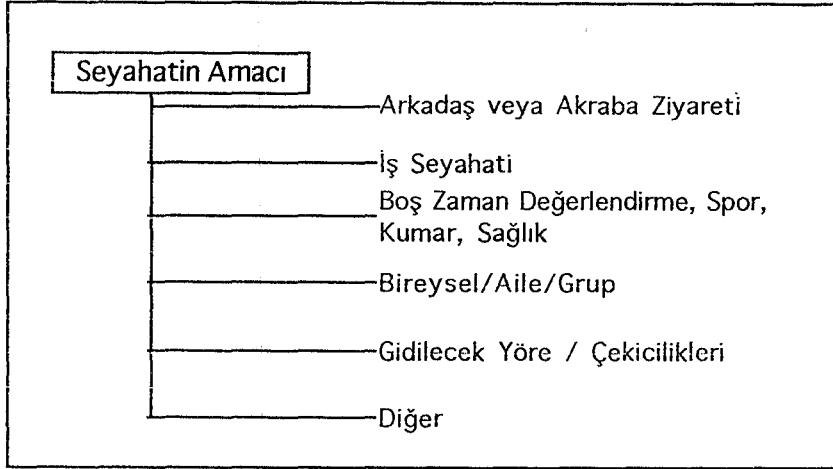 Seyahatin Amacı
Arkadaş veya Akraba Ziyareti
İş Seyahati
Boş Zaman Değerlendirme, Spor,
Kumar, Sağlık
Bireysel/Aile/Grup
Gidilecek Yöre / Çekicilikleri
Diğer